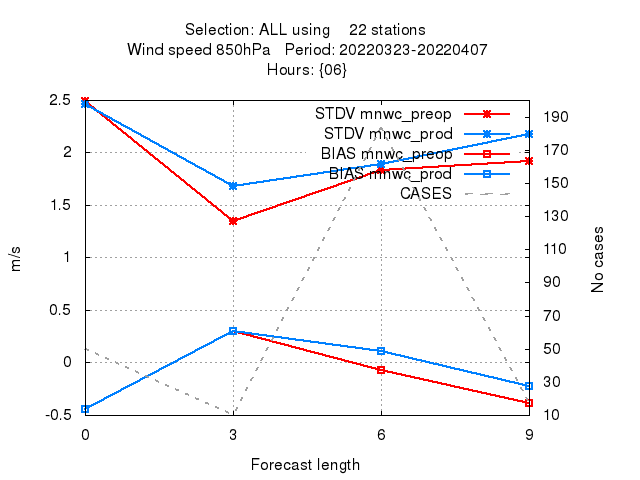 Selection: ALL using    22 stations
Wind speed 850hPa   Period: 20220323-20220407
Hours: {06}
STDV mnwc_preop
STDV mnwc_prod
BIAS mnwc_preop
BIAS mnwc_prod
CASES
2.5
2
1.5
1
0.5
0
-0.5
m/s
190
170
150
130
110
90
70
50
30
10
No cases
0 3 6 9
Forecast length